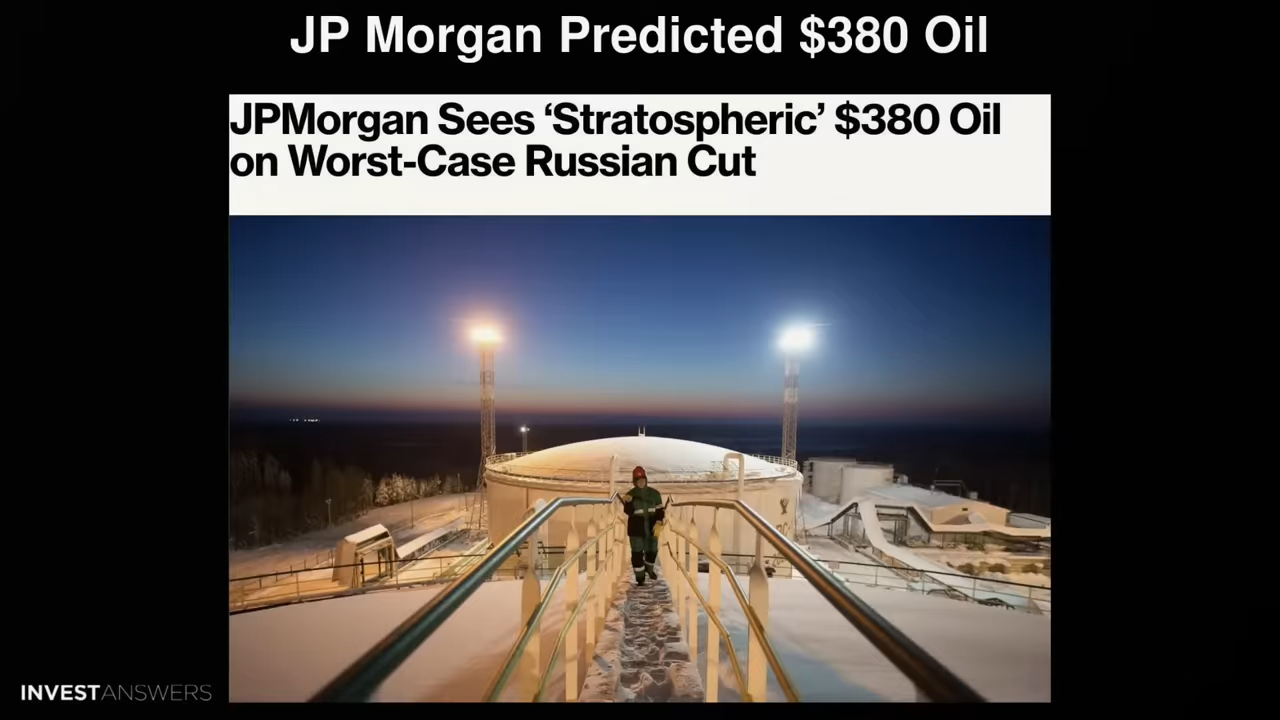 JP Morgan Predicted $380 Oil
JPMorgan Sees ‘Stratospheric’ $380 Oil
on Worst-Case Russian Cut
INVESTANSWERS